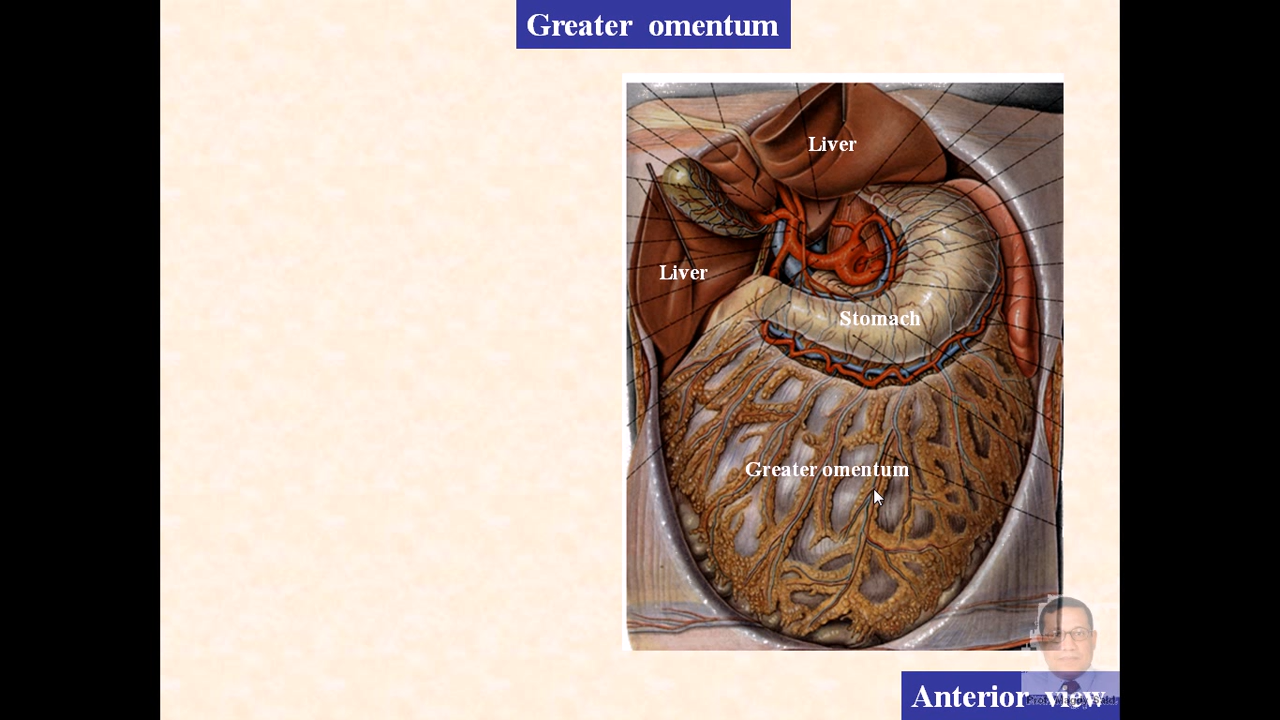 Greater omentum
Liver
Liver
Stomach
Greater omentum
Anterior view